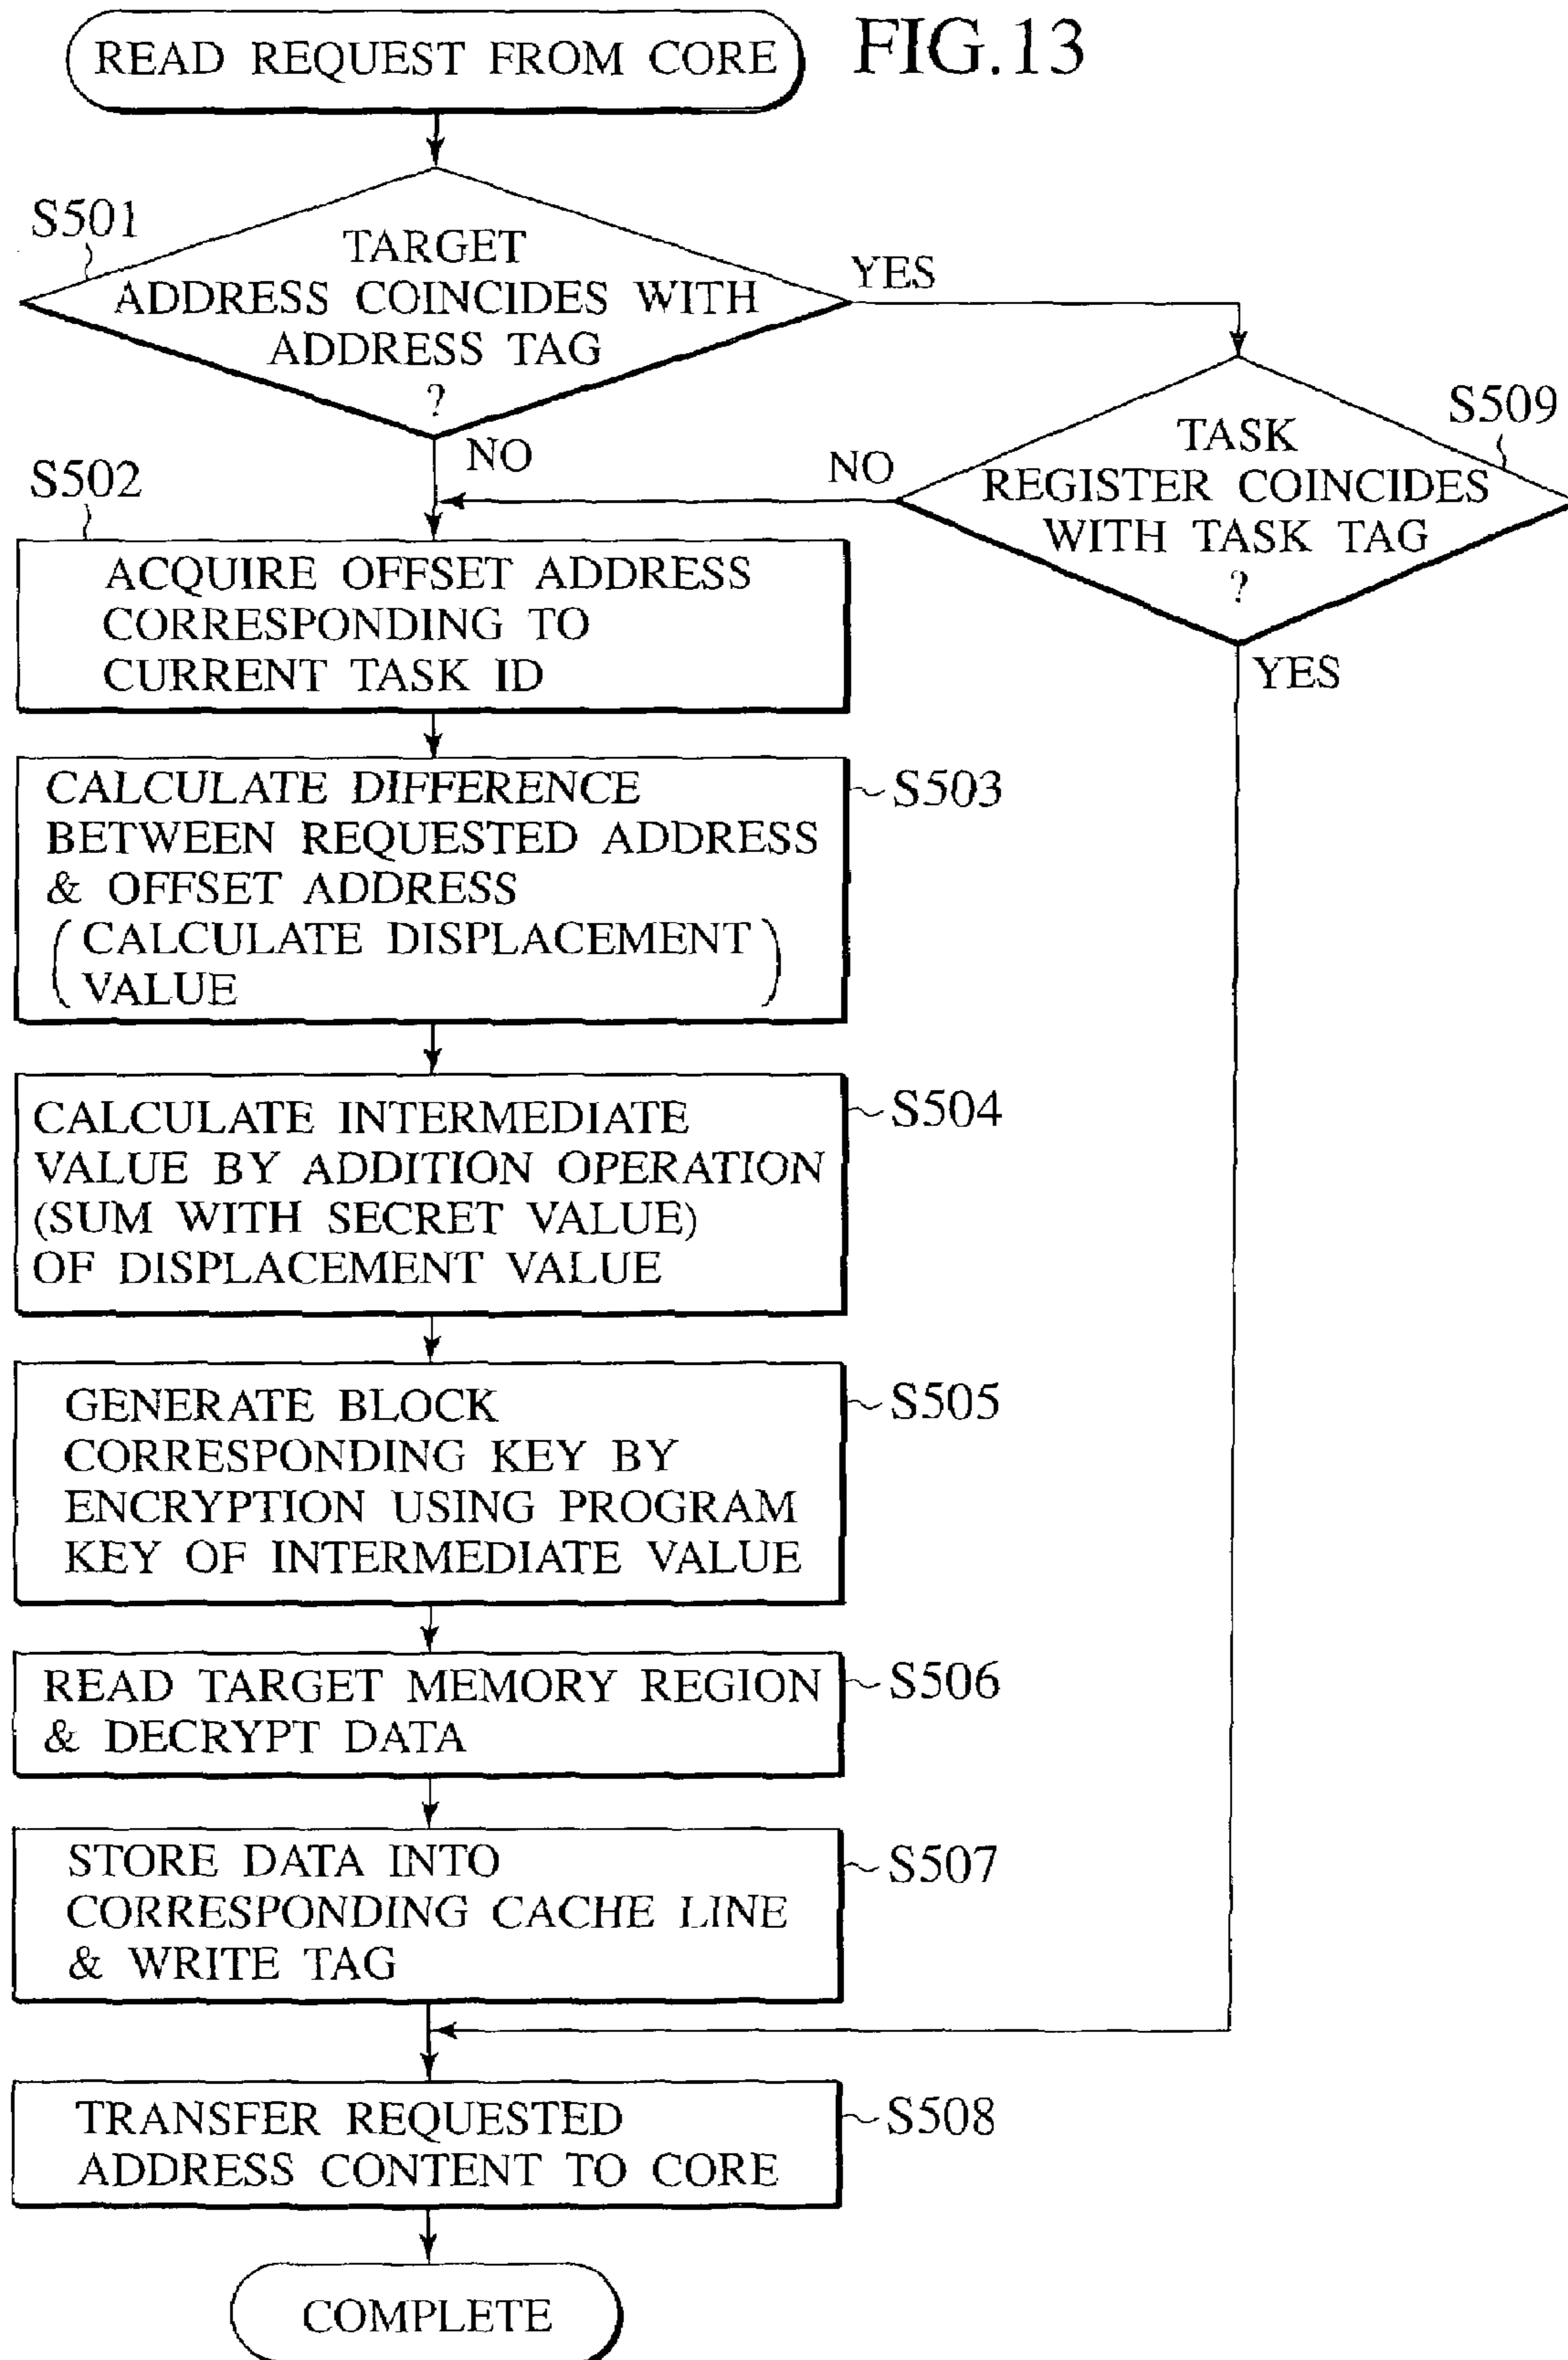 READ REQUEST FROM CORE
FIG.13
S501
TARGET
ADDRESS COINCIDES WITH
ADDRESS TAG
?
YES
NO
S509
TASK
REGISTER COINCIDES
WITH TASK TAG
?
NO
YES
S502
ACQUIRE OFFSET ADDRESS
CORRESPONDING TO
CURRENT TASK ID
CALCULATE DIFFERENCE
BETWEEN REQUESTED ADDRESS
& OFFSET ADDRESS
(CALCULATE DISPLACEMENT
VALUE)
S503
CALCULATE INTERMEDIATE
VALUE BY ADDITION OPERATION
(SUM WITH SECRET VALUE)
OF DISPLACEMENT VALUE
S504
GENERATE BLOCK
CORRESPONDING KEY BY
ENCRYPTION USING PROGRAM
KEY OF INTERMEDIATE VALUE
S505
READ TARGET MEMORY REGION
& DECRYPT DATA
S506
STORE DATA INTO
CORRESPONDING CACHE LINE
& WRITE TAG
S507
TRANSFER REQUESTED
ADDRESS CONTENT TO CORE
S508
COMPLETE